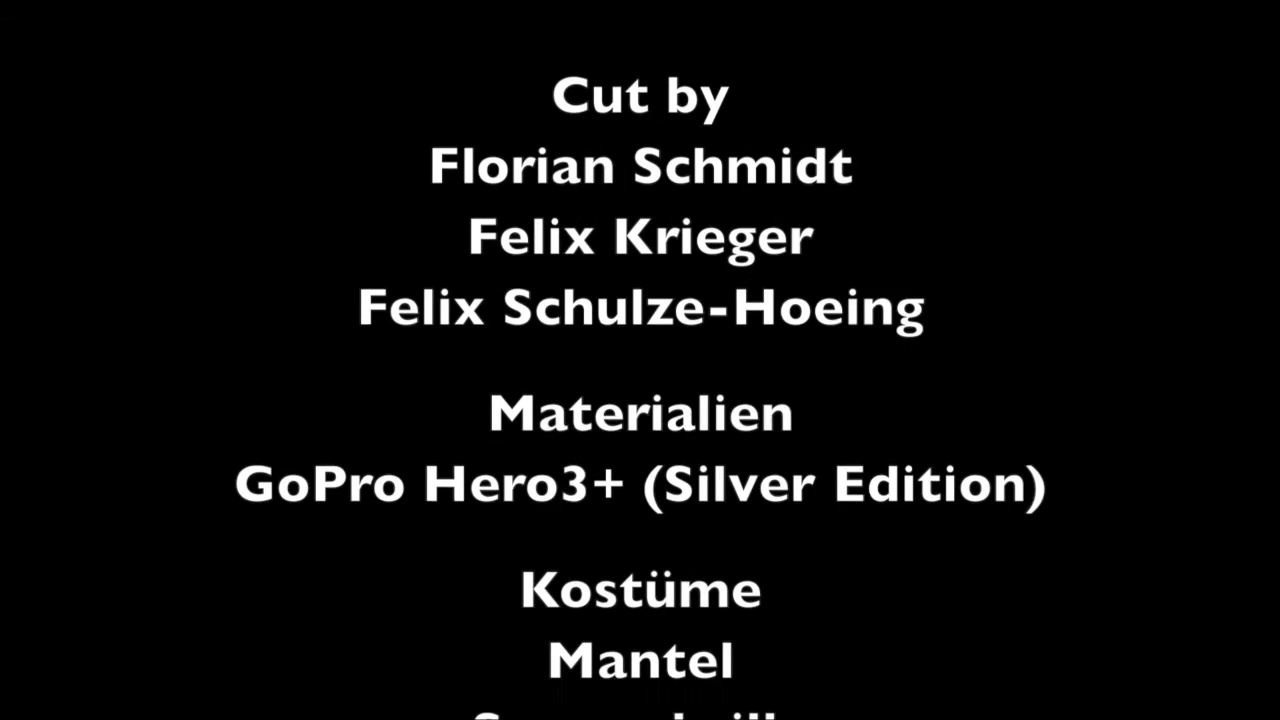 Cut by
Florian Schmidt
Felix Krieger
Felix Schulze-Hoeing
Materialien
GoPro Hero3+ (Silver Edition)
Kostüme
Mantel